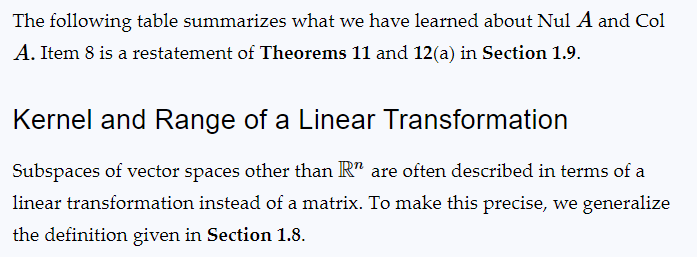 The following table summarizes what we have learned about Nul A and Col
A. Item 8 is a restatement of Theorems 11 and 12(a) in Section 1.9.
Kernel and Range of a Linear Transformation
Subspaces of vector spaces other than ℝⁿ are often described in terms of a
linear transformation instead of a matrix. To make this precise, we generalize
the definition given in Section 1.8.